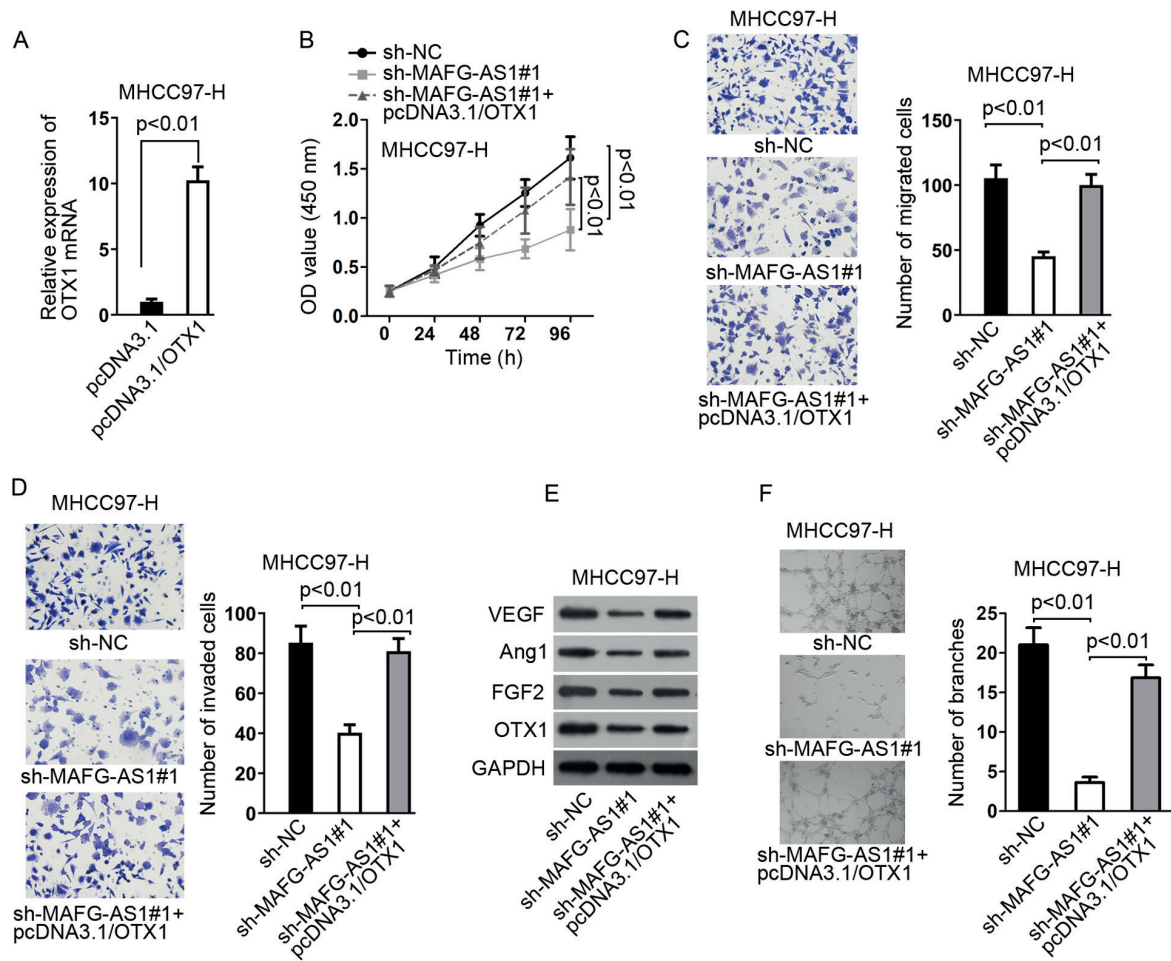 A
MHCC97-H
p<0.01
Relative expression of
OTX1 mRNA
15
10
5
0
pcDNA3.1
pcDNA3.1/OTX1
B
sh-NC
sh-MAFG-AS1#1
sh-MAFG-AS1#1+
pcDNA3.1/OTX1
MHCC97-H
OD value (450 nm)
2.0
1.5
1.0
0.5
0.0
0 24 48 72 96
Time (h)
p<0.01
p<0.01
C
MHCC97-H
sh-NC
sh-MAFG-AS1#1
sh-MAFG-AS1#1+
pcDNA3.1/OTX1
MHCC97-H
p<0.01
p<0.01
Number of migrated cells
150
100
50
0
sh-NC
sh-MAFG-AS1#1
sh-MAFG-AS1#1+
pcDNA3.1/OTX1
D
MHCC97-H
sh-NC
sh-MAFG-AS1#1
sh-MAFG-AS1#1+
pcDNA3.1/OTX1
MHCC97-H
p<0.01
p<0.01
Number of invaded cells
100
80
60
40
20
0
sh-NC
sh-MAFG-AS1#1
sh-MAFG-AS1#1+
pcDNA3.1/OTX1
E
MHCC97-H
VEGF
Ang1
FGF2
OTX1
GAPDH
sh-NC
sh-MAFG-AS1#1
sh-MAFG-AS1#1+
pcDNA3.1/OTX1
F
MHCC97-H
sh-NC
sh-MAFG-AS1#1
sh-MAFG-AS1#1+
pcDNA3.1/OTX1
MHCC97-H
p<0.01
p<0.01
Number of branches
25
20
15
10
5
0
sh-NC
sh-MAFG-AS1#1
sh-MAFG-AS1#1+
pcDNA3.1/OTX1